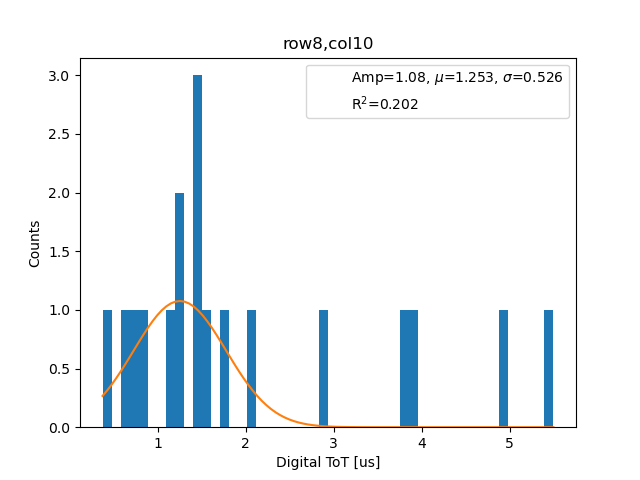 row8,col10
Amp=1.08, μ=1.253, σ=0.526
R²=0.202
3.0
2.5
2.0
1.5
1.0
0.5
0.0
Counts
1 2 3 4 5
Digital ToT [us]